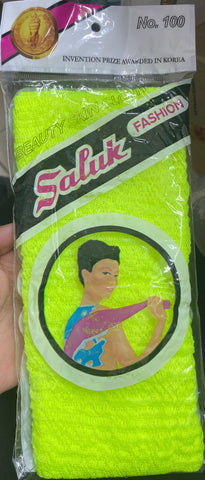 No. 100
INVENTION PRIZE AWARDED IN KOREA
BEAUTY SKIN
Saluk
FASHION